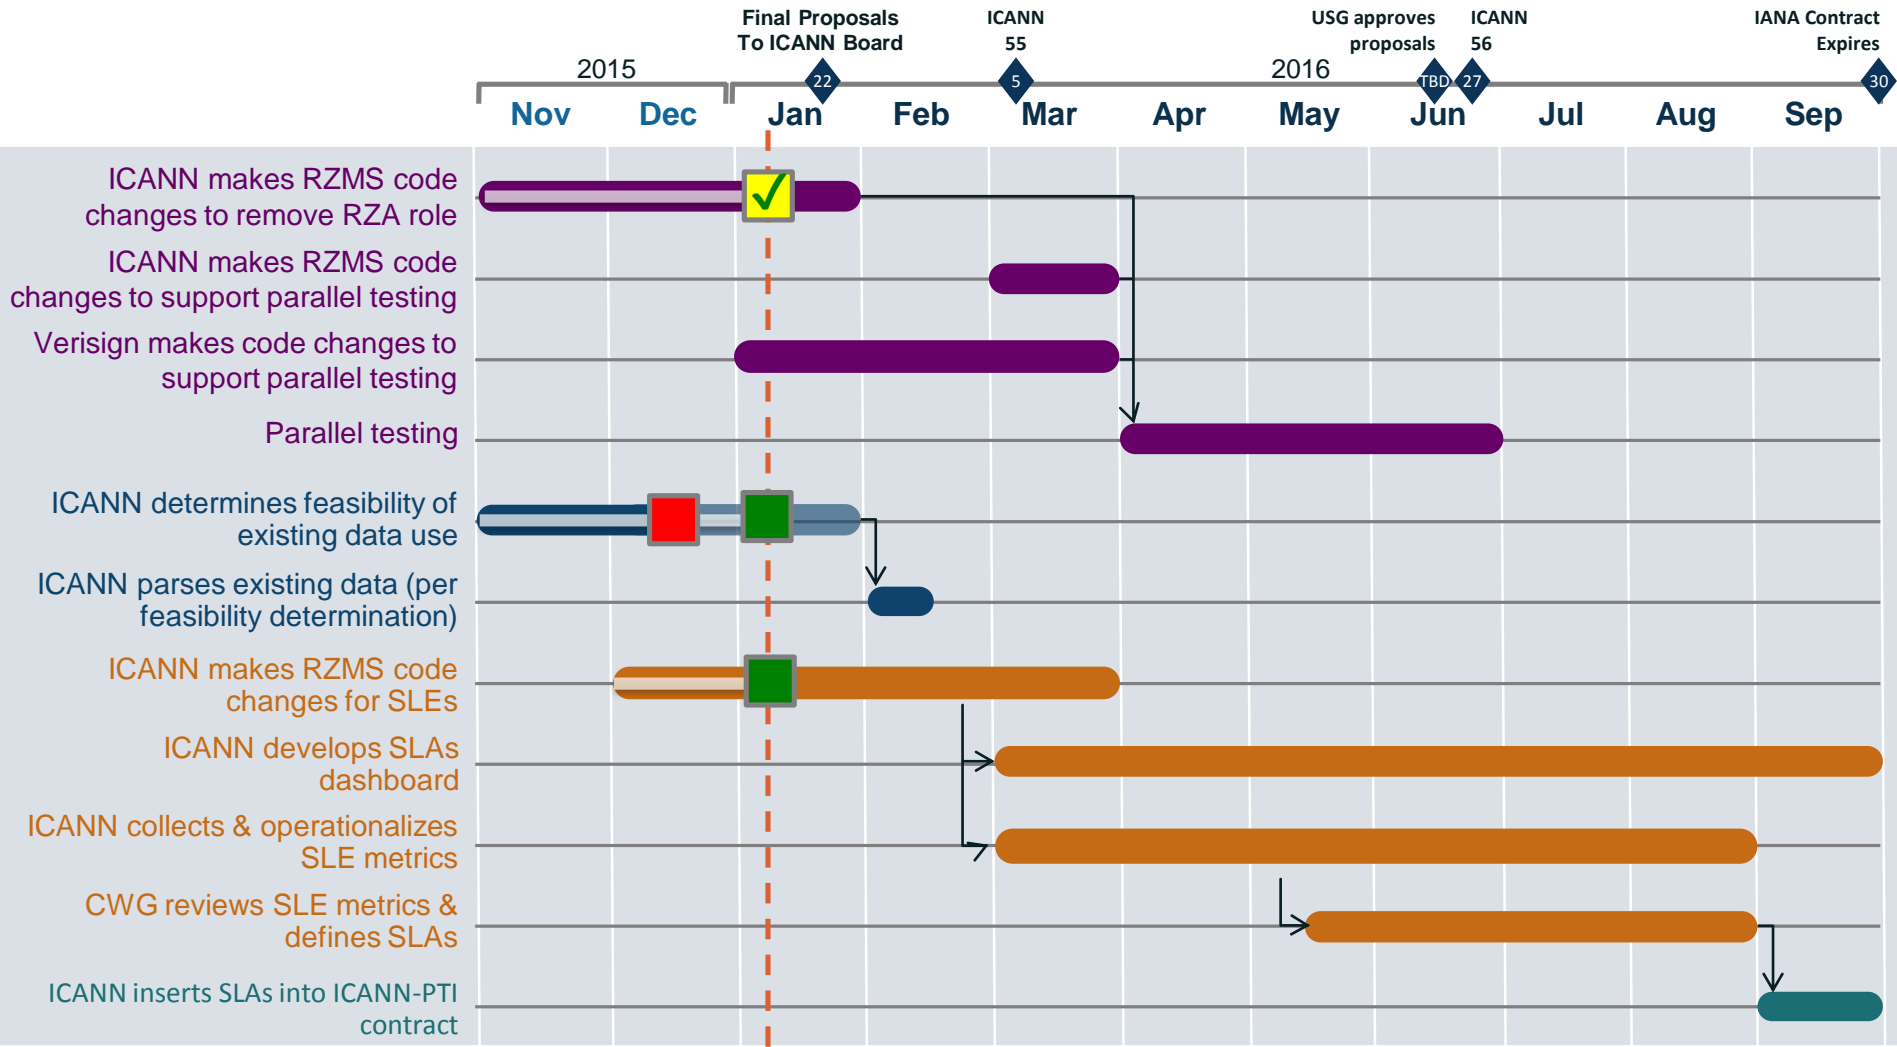 Final Proposals
To ICANN Board
ICANN
55
USG approves
proposals
ICANN
56
IANA Contract
Expires
2015
2016
22
5
TBD
27
30
Nov
Dec
Jan
Feb
Mar
Apr
May
Jun
Jul
Aug
Sep
ICANN makes RZMS code
changes to remove RZA role
ICANN makes RZMS code
changes to support parallel testing
Verisign makes code changes to
support parallel testing
Parallel testing
ICANN determines feasibility of
existing data use
ICANN parses existing data (per
feasibility determination)
ICANN makes RZMS code
changes for SLEs
ICANN develops SLAs
dashboard
ICANN collects & operationalizes
SLE metrics
CWG reviews SLE metrics &
defines SLAs
ICANN inserts SLAs into ICANN-PTI
contract